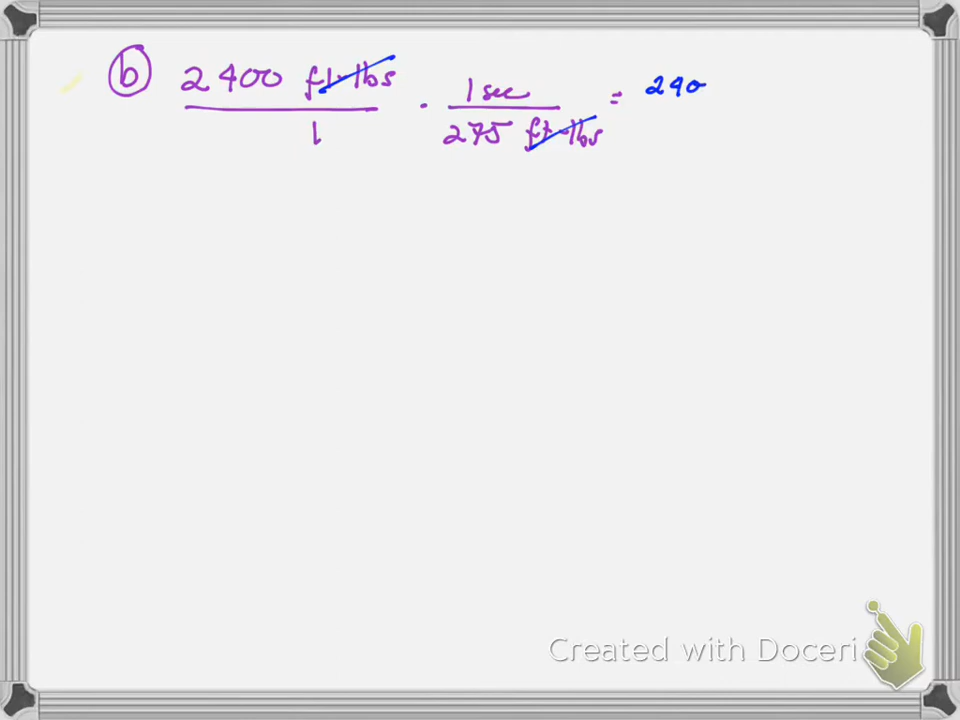 b 2400 ft-lbs / 1 · 1 sec / 275 ft-lbs = 240
Created with Doceri